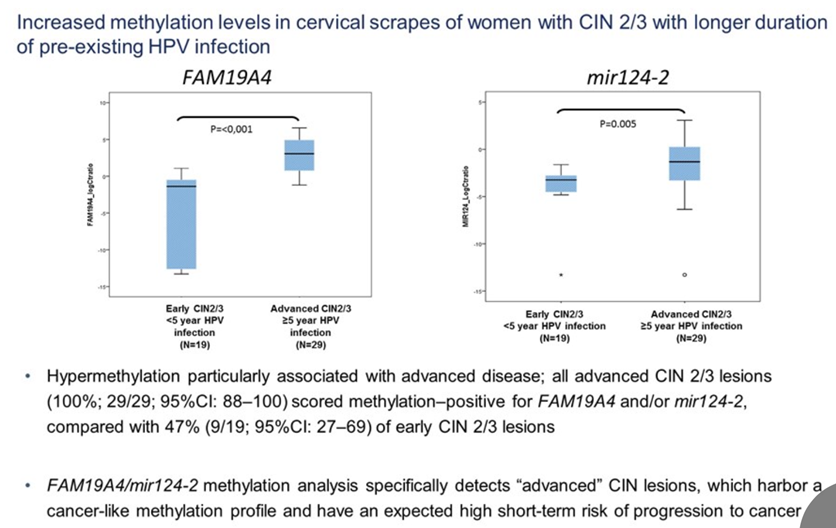 Increased methylation levels in cervical scrapes of women with CIN 2/3 with longer duration
of pre-existing HPV infection
FAM19A4
10
5
0
-5
-10
-15
FAM19A4_logCtratio
P=<0,001
Early CIN2/3
<5 year HPV
infection
(N=19)
Advanced CIN2/3
≥5 year HPV
infection
(N=29)
mir124-2
5
0
-5
-10
-15
MIR124_LogCtratio
P=0.005
Early CIN2/3
<5 year HPV infection
(N=19)
Advanced CIN2/3
≥5 year HPV infection
(N=29)
• Hypermethylation particularly associated with advanced disease; all advanced CIN 2/3 lesions
(100%; 29/29; 95%CI: 88–100) scored methylation–positive for FAM19A4 and/or mir124-2,
compared with 47% (9/19; 95%CI: 27–69) of early CIN 2/3 lesions
• FAM19A4/mir124-2 methylation analysis specifically detects “advanced” CIN lesions, which harbor a
cancer-like methylation profile and have an expected high short-term risk of progression to cancer